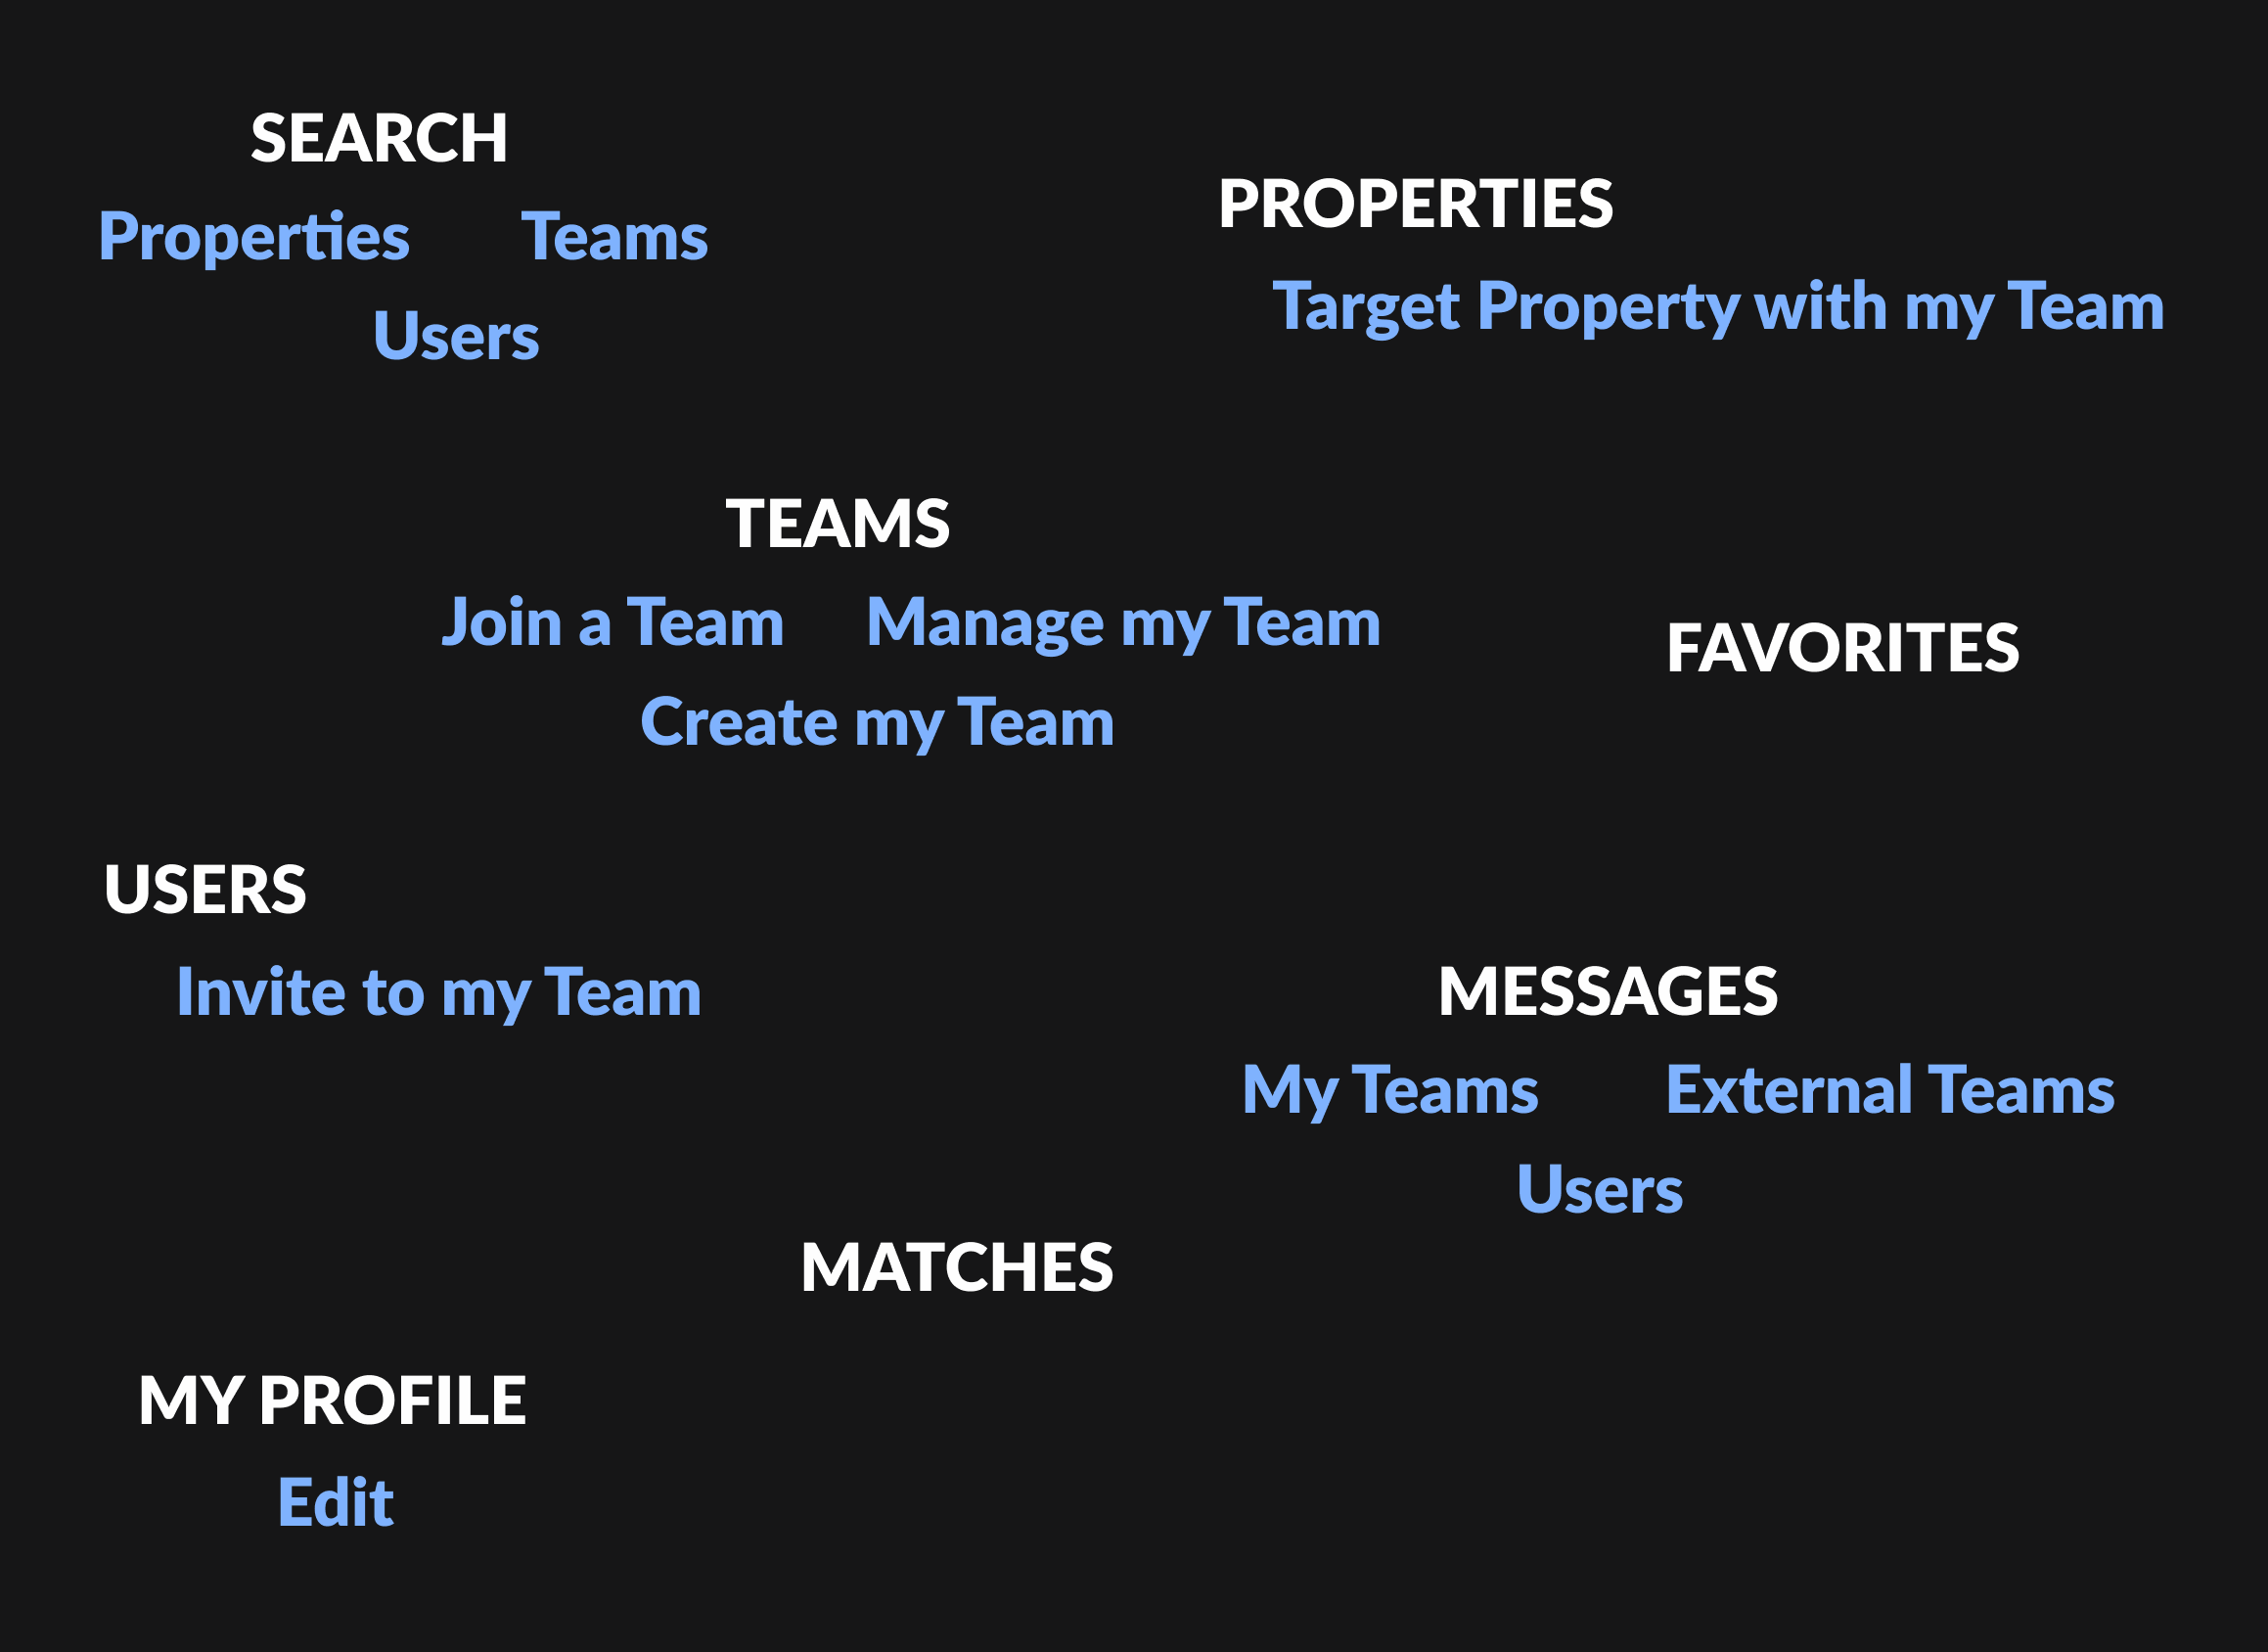 SEARCH
Properties Teams
Users
PROPERTIES
Target Property with my Team
TEAMS
Join a Team Manage my Team
Create my Team
FAVORITES
USERS
Invite to my Team
MESSAGES
My Teams External Teams
Users
MATCHES
MY PROFILE
Edit